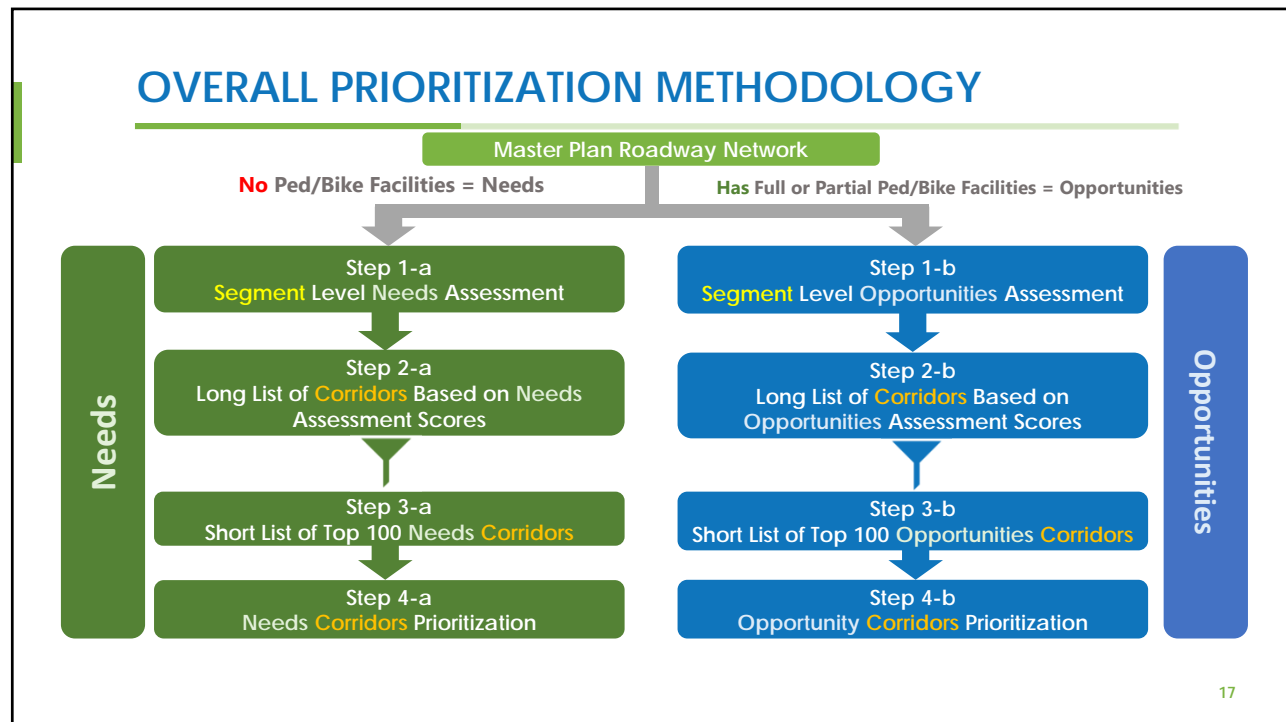 OVERALL PRIORITIZATION METHODOLOGY
Master Plan Roadway Network
No Ped/Bike Facilities = Needs
Has Full or Partial Ped/Bike Facilities = Opportunities
Needs
Step 1-a
Segment Level Needs Assessment
Step 2-a
Long List of Corridors Based on Needs
Assessment Scores
Step 3-a
Short List of Top 100 Needs Corridors
Step 4-a
Needs Corridors Prioritization
Step 1-b
Segment Level Opportunities Assessment
Step 2-b
Long List of Corridors Based on
Opportunities Assessment Scores
Step 3-b
Short List of Top 100 Opportunities Corridors
Step 4-b
Opportunity Corridors Prioritization
Opportunities
17